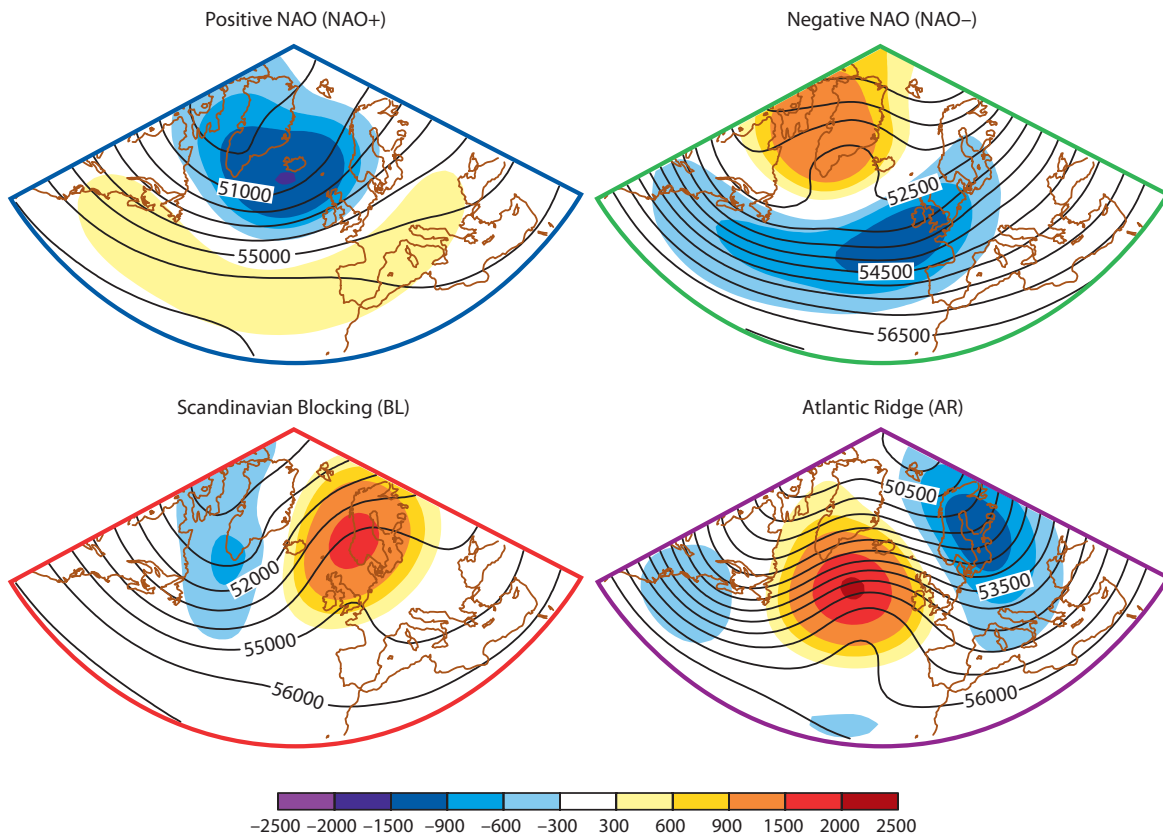 Positive NAO (NAO+)
Negative NAO (NAO–)
51000
55000
52500
54500
56500
Scandinavian Blocking (BL)
Atlantic Ridge (AR)
52000
55000
56000
50500
53500
56000
–2500 –2000 –1500 –900 –600 –300 300 600 900 1500 2000 2500